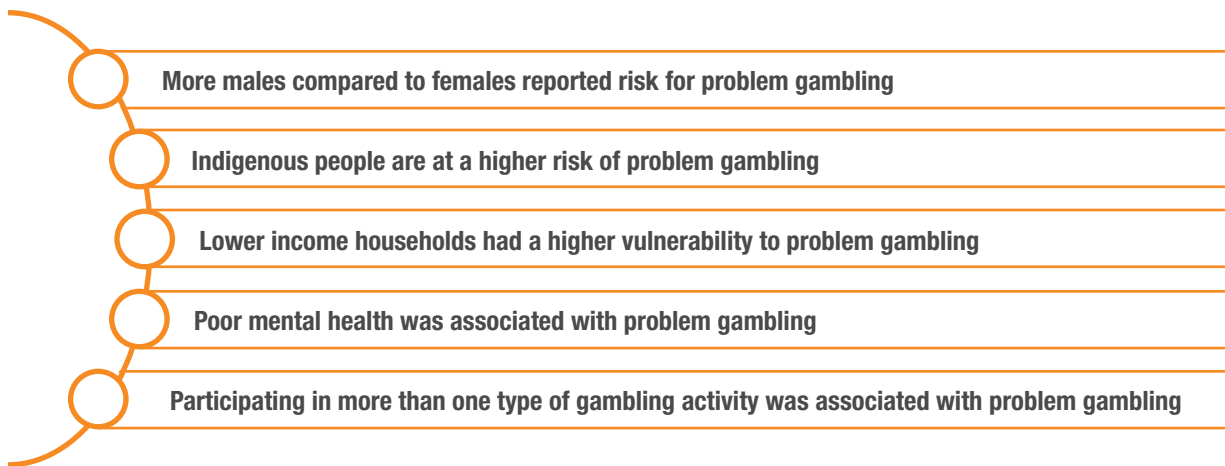 More males compared to females reported risk for problem gambling
Indigenous people are at a higher risk of problem gambling
Lower income households had a higher vulnerability to problem gambling
Poor mental health was associated with problem gambling
Participating in more than one type of gambling activity was associated with problem gambling